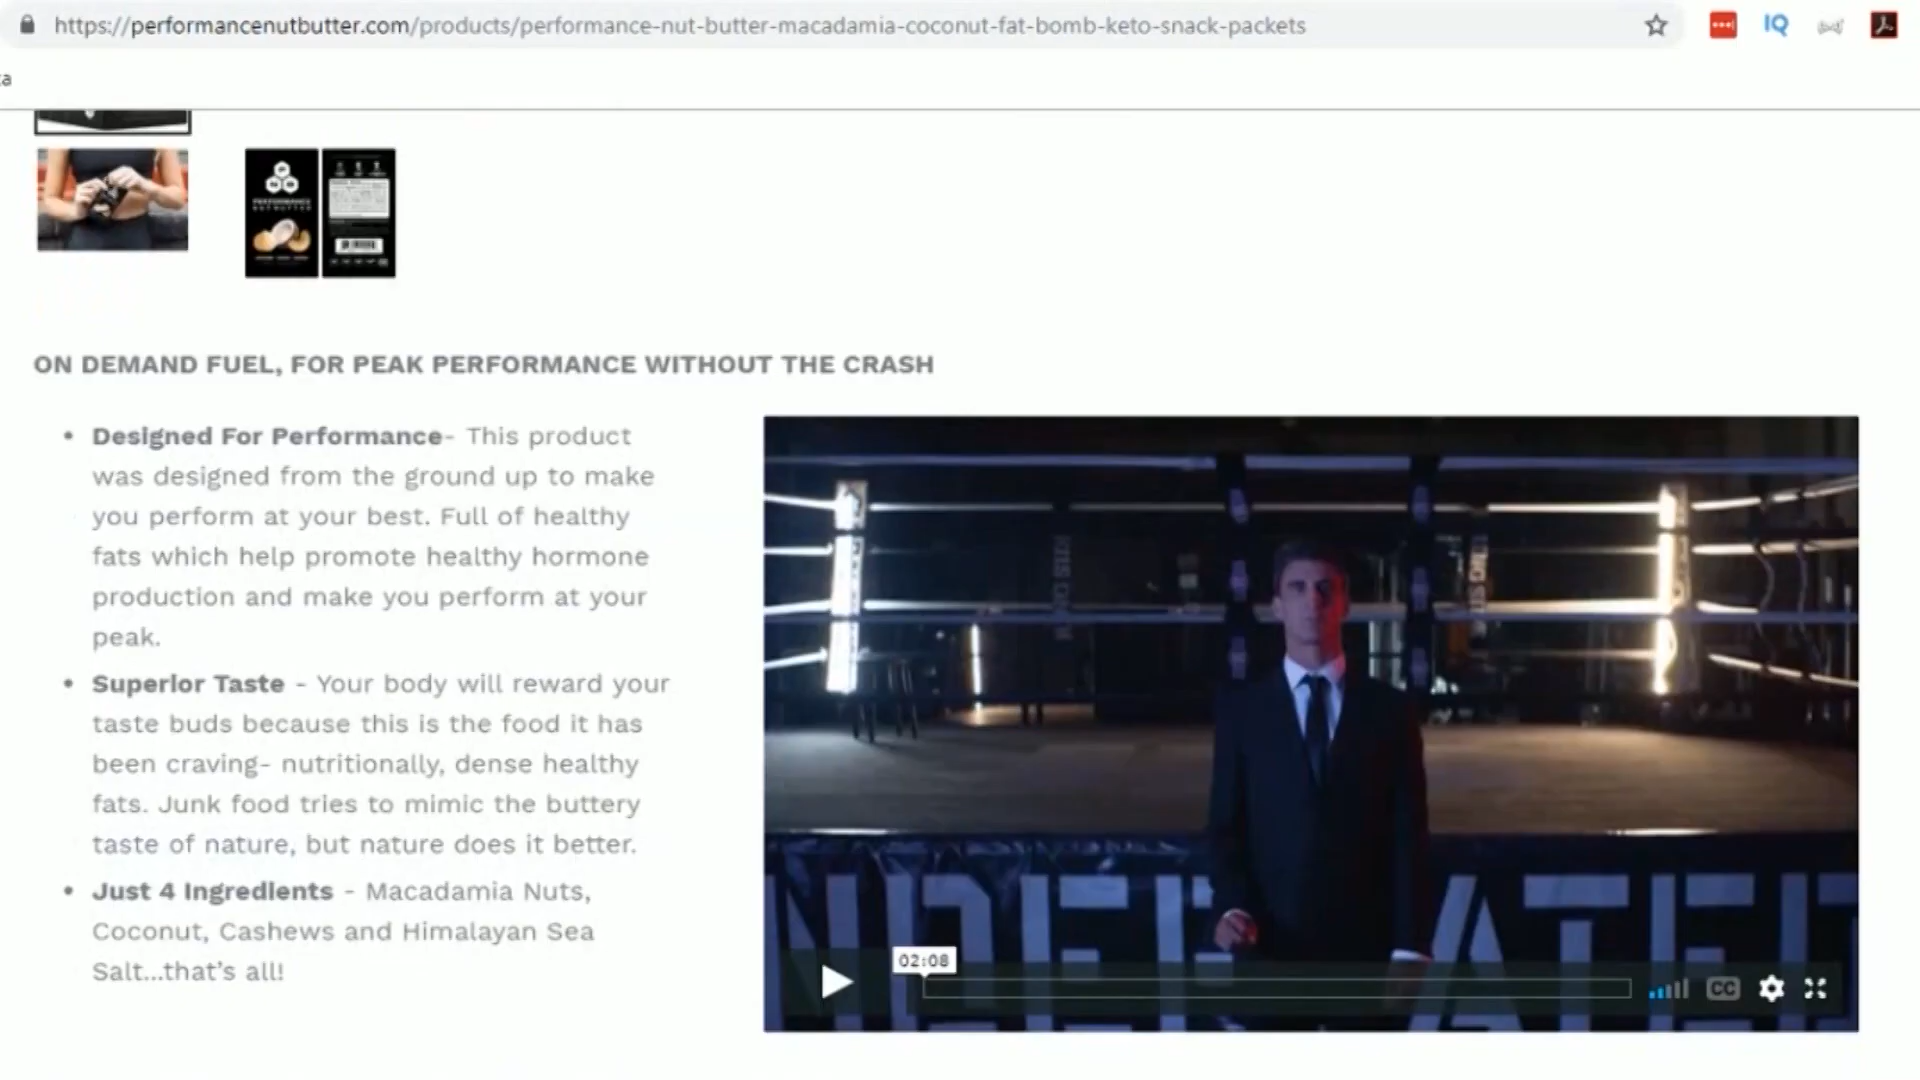 https://performancenutbutter.com/products/performance-nut-butter-macadamia-coconut-fat-bomb-keto-snack-packets
IQ
a
PERFORMANCE
ON DEMAND FUEL, FOR PEAK PERFORMANCE WITHOUT THE CRASH
• Designed For Performance- This product
was designed from the ground up to make
you perform at your best. Full of healthy
fats which help promote healthy hormone
production and make you perform at your
peak.
• Superior Taste - Your body will reward your
taste buds because this is the food it has
been craving- nutritionally, dense healthy
fats. Junk food tries to mimic the buttery
taste of nature, but nature does it better.
• Just 4 Ingredients - Macadamia Nuts,
Coconut, Cashews and Himalayan Sea
Salt...that's all!
02:08
CC